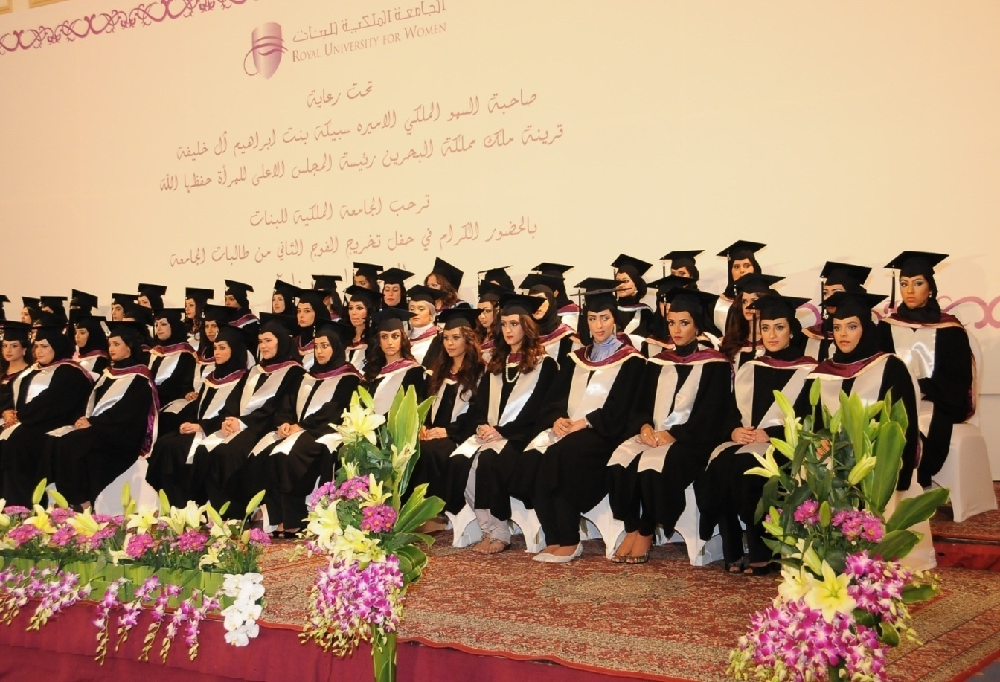 الجامعة الملكية للبنات
ROYAL UNIVERSITY FOR WOMEN
تحت رعاية
صاحبة السمو الملكي الاميره سبيكة بنت ابراهيم آل خليفة
قرينة ملك مملكة البحرين رئيسة المجلس الاعلى للمرأة حفظها الله
ترحب الجامعة الملكية للبنات
بالحضور الكرام في حفل تخريج الفوج الثاني من طالبات الجامعة